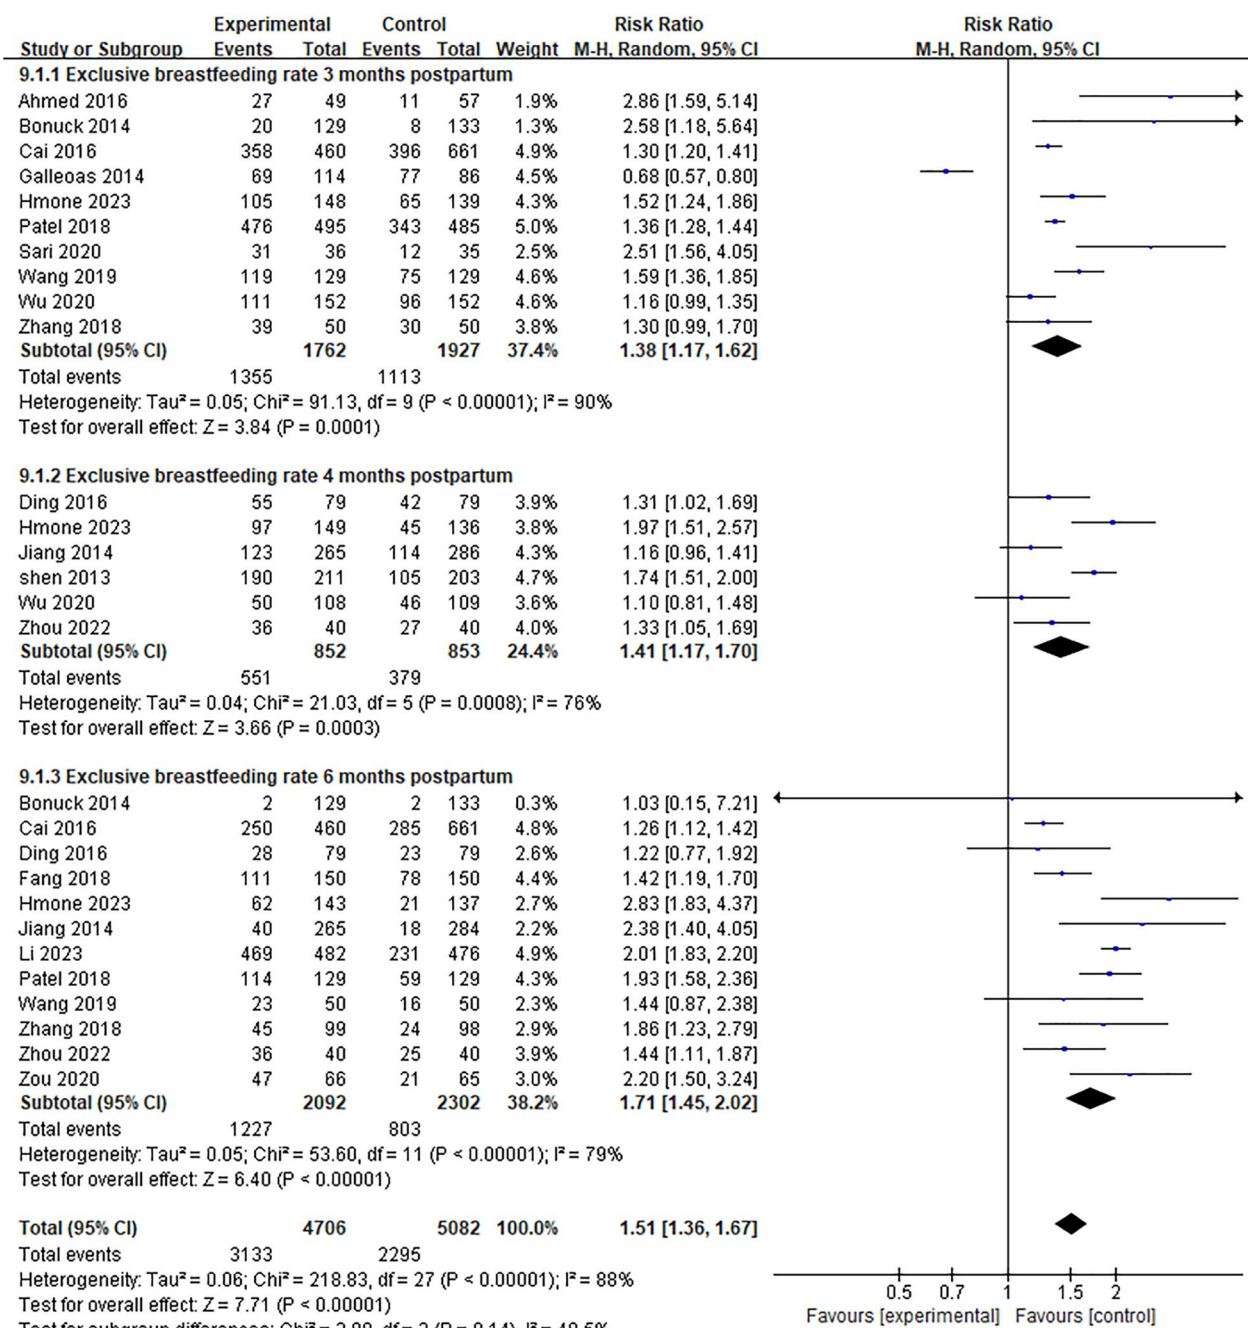 Experimental Control Risk Ratio Risk Ratio
Study or Subgroup Events Total Events Total Weight M-H, Random, 95% CI M-H, Random, 95% CI
9.1.1 Exclusive breastfeeding rate 3 months postpartum
Ahmed 2016 27 49 11 57 1.9% 2.86 [1.59, 5.14]
Bonuck 2014 20 129 8 133 1.3% 2.58 [1.18, 5.64]
Cai 2016 358 460 396 661 4.9% 1.30 [1.20, 1.41]
Galleoas 2014 69 114 77 86 4.5% 0.68 [0.57, 0.80]
Hmone 2023 105 148 65 139 4.1% 1.52 [1.24, 1.86]
Patel 2018 476 495 343 485 5.0% 1.36 [1.28, 1.44]
Sari 2020 31 36 12 35 2.5% 2.51 [1.56, 4.05]
Wang 2019 119 129 75 129 4.6% 1.59 [1.36, 1.85]
Wu 2020 111 152 96 152 4.6% 1.16 [0.99, 1.35]
Zhang 2018 39 50 30 50 3.8% 1.30 [0.99, 1.70]
Subtotal (95% CI) 1762 1927 37.4% 1.38 [1.17, 1.62]
Total events 1355 1113
Heterogeneity: Tau² = 0.05; Chi² = 91.13, df = 9 (P < 0.00001); I² = 90%
Test for overall effect: Z = 3.84 (P = 0.0001)
9.1.2 Exclusive breastfeeding rate 4 months postpartum
Ding 2016 55 79 42 79 3.9% 1.31 [1.02, 1.69]
Hmone 2023 97 149 45 136 3.8% 1.97 [1.51, 2.57]
Jiang 2014 123 265 114 286 4.3% 1.16 [0.96, 1.41]
shen 2013 190 211 105 203 4.7% 1.74 [1.51, 2.00]
Wu 2020 50 108 46 109 3.6% 1.10 [0.81, 1.48]
Zhou 2022 36 40 27 40 4.0% 1.33 [1.05, 1.69]
Subtotal (95% CI) 852 853 24.4% 1.41 [1.17, 1.70]
Total events 551 379
Heterogeneity: Tau² = 0.04; Chi² = 21.03, df = 5 (P = 0.0008); I² = 76%
Test for overall effect: Z = 3.66 (P = 0.0003)
9.1.3 Exclusive breastfeeding rate 6 months postpartum
Bonuck 2014 2 129 2 133 0.3% 1.03 [0.15, 7.21]
Cai 2016 250 460 285 661 4.8% 1.26 [1.12, 1.42]
Ding 2016 28 79 23 79 2.6% 1.22 [0.77, 1.92]
Fang 2018 111 150 78 150 4.4% 1.42 [1.19, 1.70]
Hmone 2023 62 143 21 137 2.7% 2.83 [1.83, 4.37]
Jiang 2014 40 265 18 284 2.2% 2.38 [1.40, 4.05]
Li 2023 469 482 231 476 4.9% 2.01 [1.83, 2.20]
Patel 2018 114 129 59 129 4.3% 1.93 [1.58, 2.36]
Wang 2019 23 50 16 50 2.3% 1.44 [0.87, 2.38]
Zhang 2018 45 99 24 98 2.9% 1.86 [1.23, 2.79]
Zhou 2022 36 40 25 40 3.9% 1.44 [1.11, 1.87]
Zou 2020 47 66 21 65 3.0% 2.20 [1.50, 3.24]
Subtotal (95% CI) 2092 2302 38.2% 1.71 [1.45, 2.02]
Total events 1227 803
Heterogeneity: Tau² = 0.05; Chi² = 53.60, df = 11 (P < 0.00001); I² = 79%
Test for overall effect: Z = 6.40 (P < 0.00001)
Total (95% CI) 4706 5082 100.0% 1.51 [1.36, 1.67]
Total events 3133 2295
Heterogeneity: Tau² = 0.06; Chi² = 218.83, df = 27 (P < 0.00001); I² = 88%
0.5 0.7 1 1.5 2
Test for overall effect: Z = 7.71 (P < 0.00001)
Favours [experimental] Favours [control]